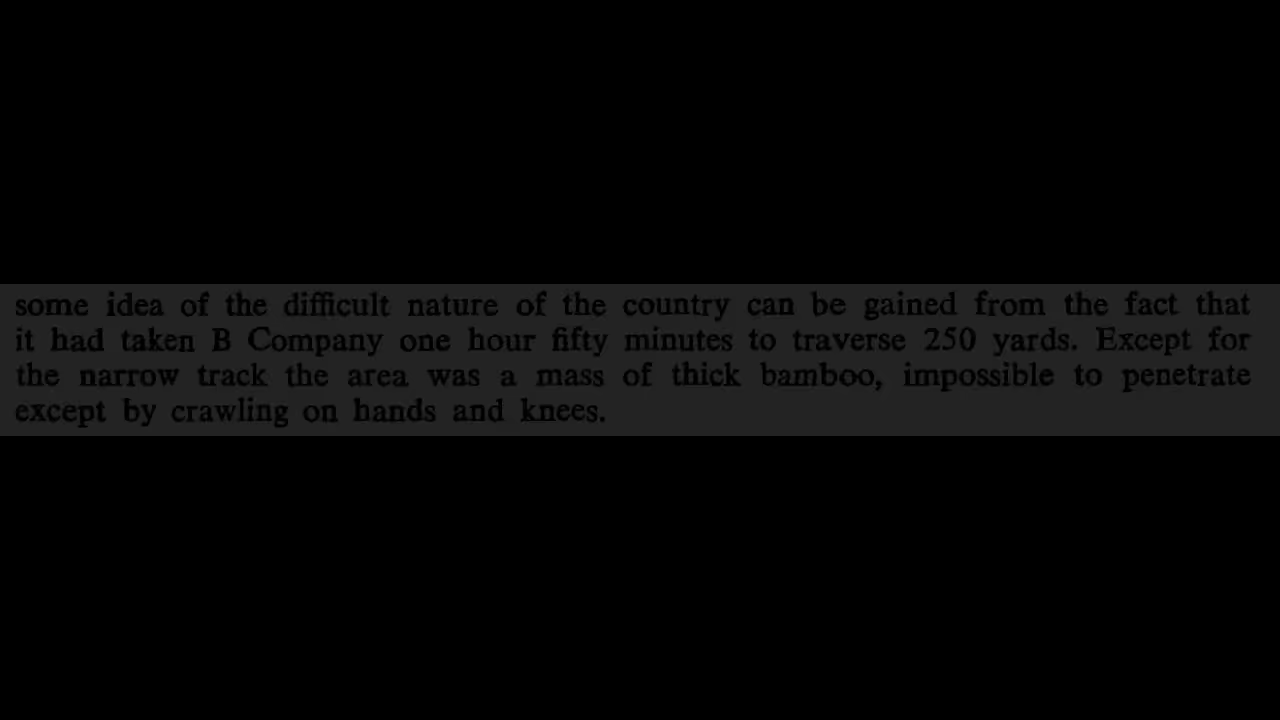 some idea of the difficult nature of the country can be gained from the fact that
it had taken B Company one hour fifty minutes to traverse 250 yards. Except for
the narrow track the area was a mass of thick bamboo, impossible to penetrate
except by crawling on hands and knees.